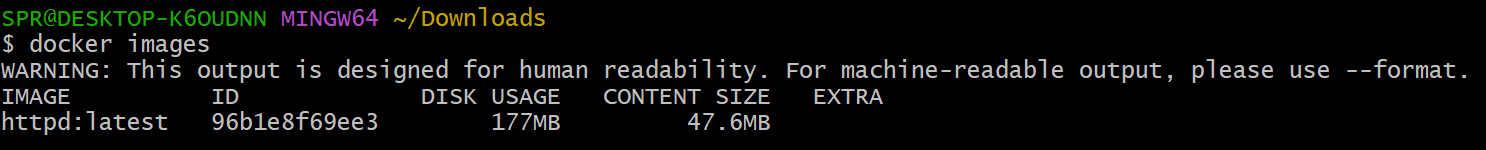 SPR@DESKTOP-K6OUDNN MINGW64 ~/Downloads
$ docker images
WARNING: This output is designed for human readability. For machine-readable output, please use --format.
IMAGE          ID             DISK USAGE   CONTENT SIZE   EXTRA
httpd:latest   96b1e8f69ee3        177MB         47.6MB